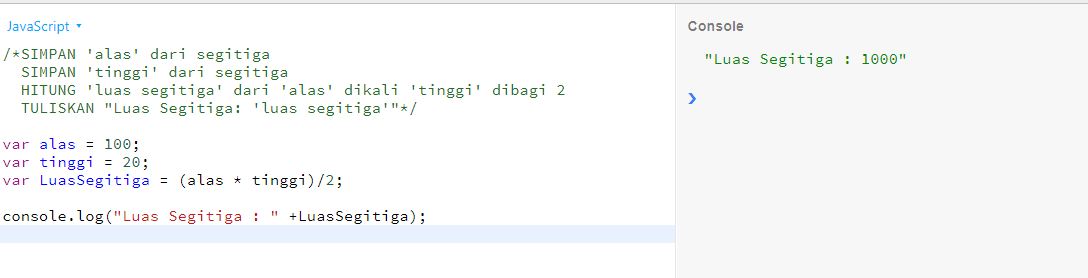 JavaScript
/*SIMPAN 'alas' dari segitiga
SIMPAN 'tinggi' dari segitiga
HITUNG 'luas segitiga' dari 'alas' dikali 'tinggi' dibagi 2
TULISKAN "Luas Segitiga: 'luas segitiga'"*/
var alas = 100;
var tinggi = 20;
var LuasSegitiga = (alas * tinggi)/2;
console.log("Luas Segitiga : " +LuasSegitiga);
Console
"Luas Segitiga : 1000"